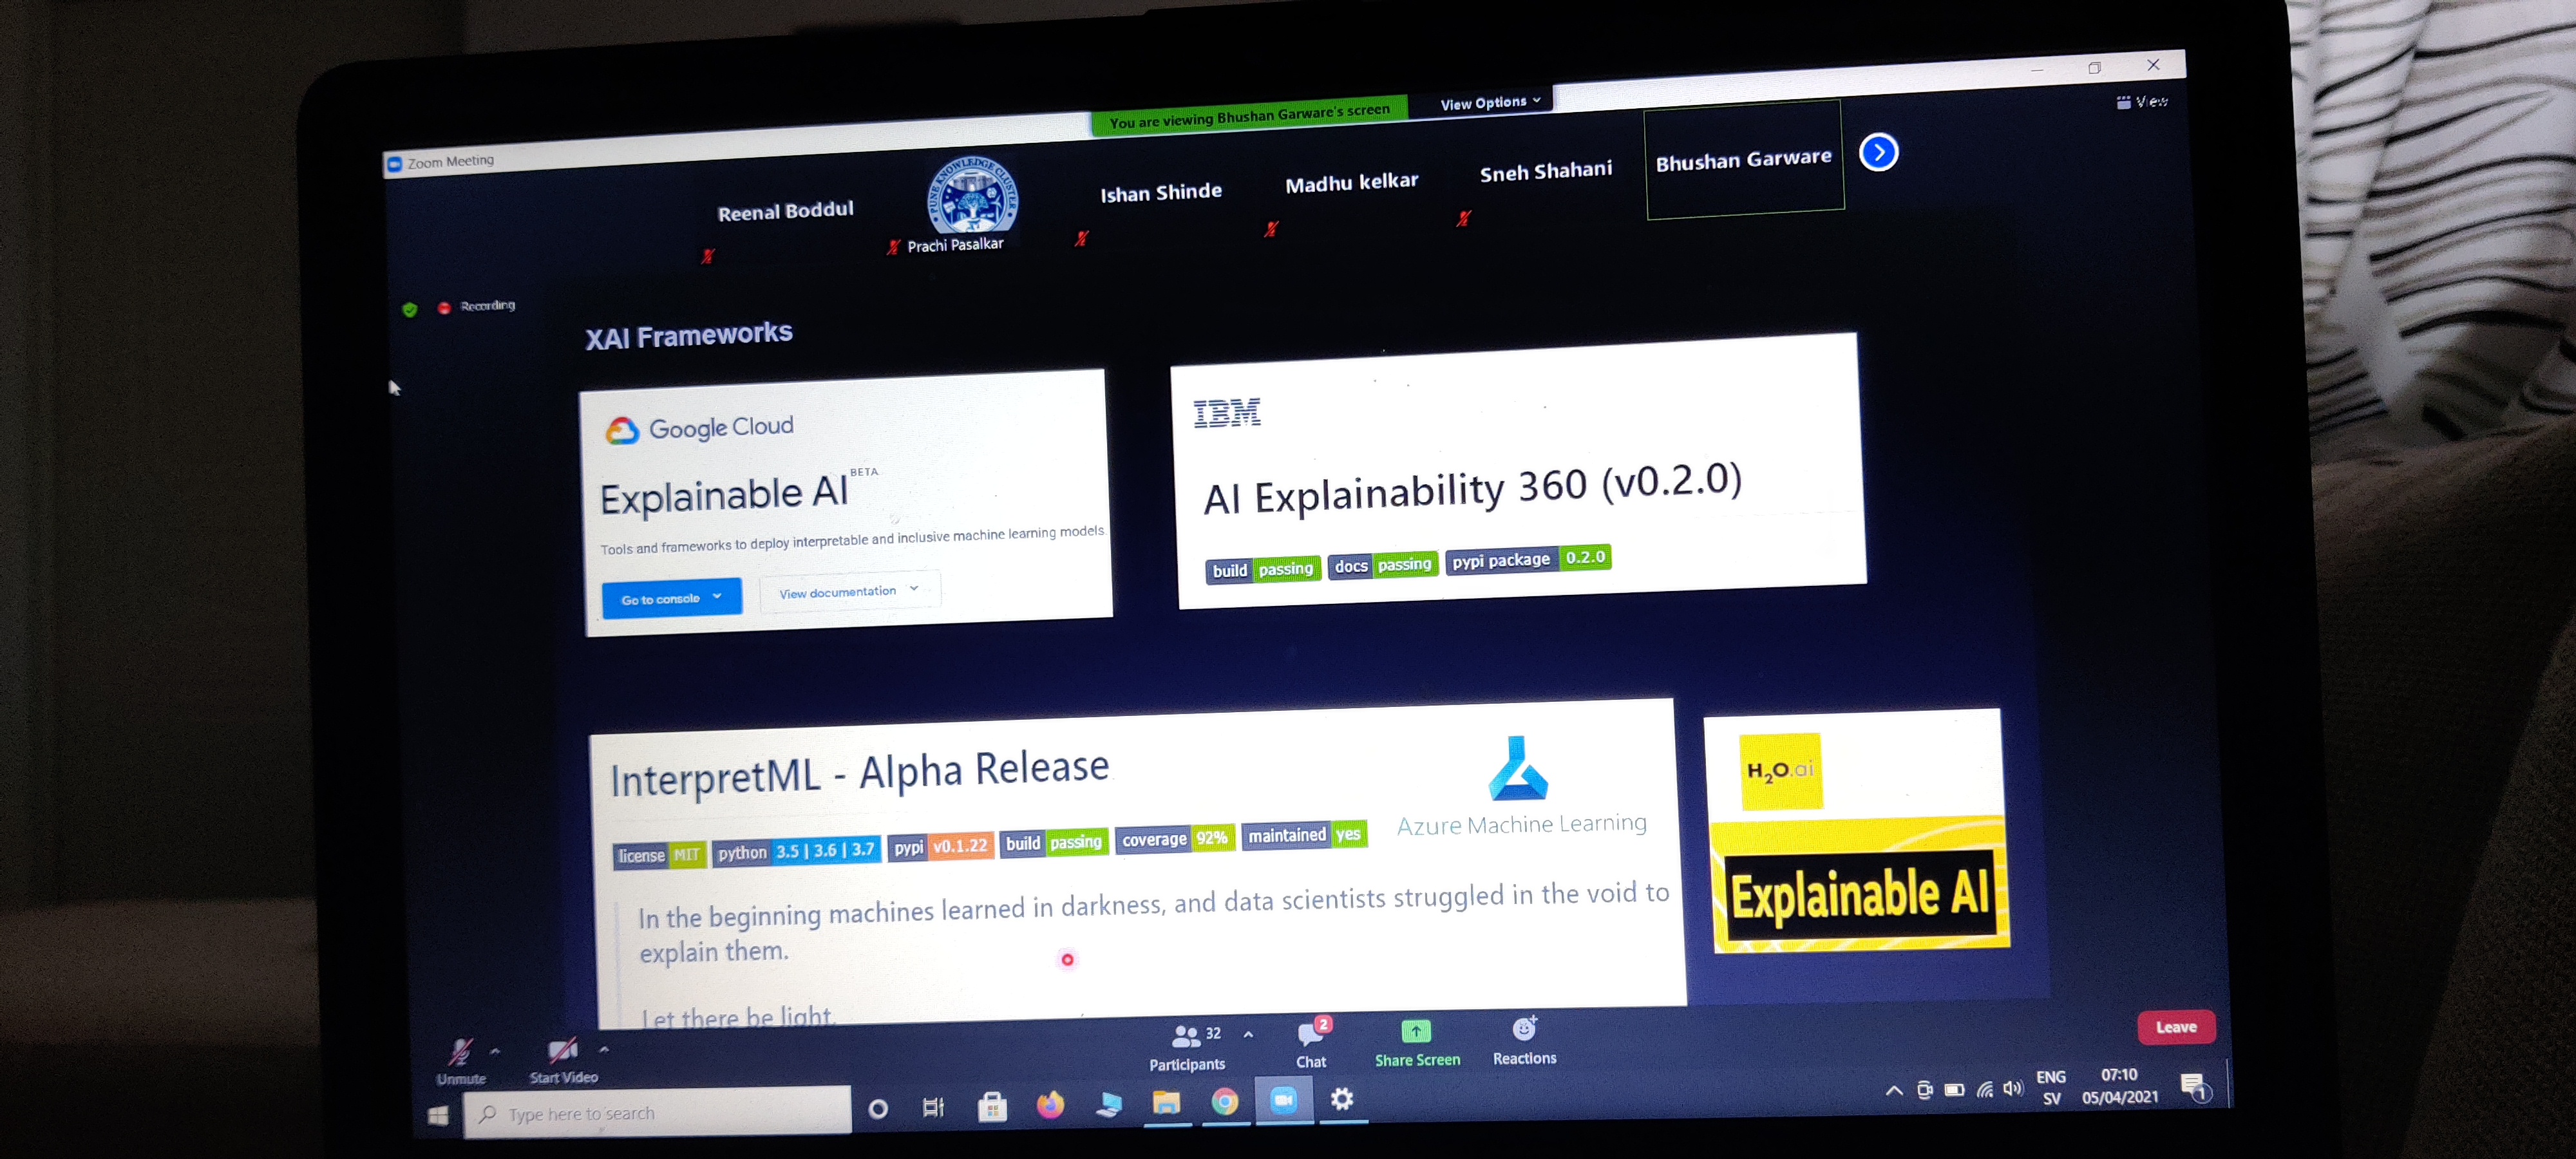 You are viewing Bhushan Garware's screen
View Options
Zoom Meeting
View
Reenal Boddul
PUNE KNOWLEDGE CLUSTER
Prachi Pasalkar
Ishan Shinde
Madhu kelkar
Sneh Shahani
Bhushan Garware
Recording
XAI Frameworks
Google Cloud
Explainable AI BETA
Tools and frameworks to deploy interpretable and inclusive machine learning models
Go to console
View documentation
IBM
AI Explainability 360 (v0.2.0)
build passing docs passing pypi package 0.2.0
InterpretML - Alpha Release
license MIT python 3.5 | 3.6 | 3.7 pypi v0.1.22 build passing coverage 92% maintained yes
Azure Machine Learning
In the beginning machines learned in darkness, and data scientists struggled in the void to
explain them.
Let there be light.
H2O.ai
Explainable AI
Unmute
Start Video
32
Participants
2
Chat
Share Screen
Reactions
Leave
Type here to search
ENG
SV
07:10
05/04/2021
1